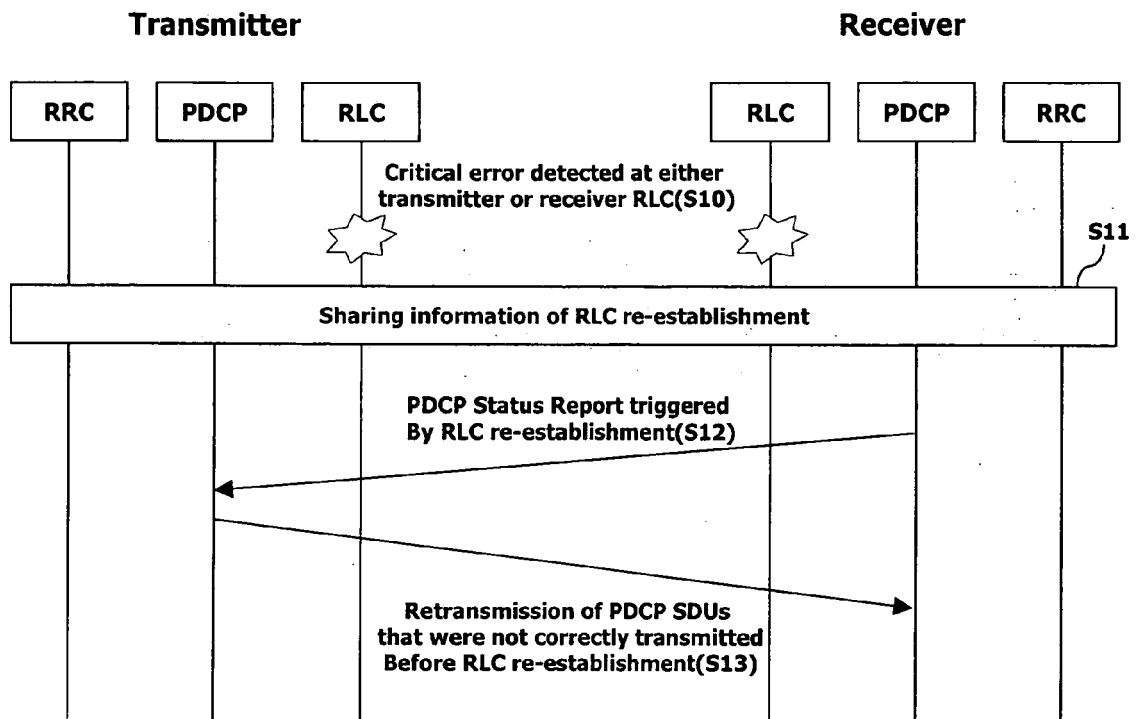 Transmitter
Receiver
RRC
PDCP
RLC
RLC
PDCP
RRC
Critical error detected at either
transmitter or receiver RLC(S10)
S11
Sharing information of RLC re-establishment
PDCP Status Report triggered
By RLC re-establishment(S12)
Retransmission of PDCP SDUs
that were not correctly transmitted
Before RLC re-establishment(S13)